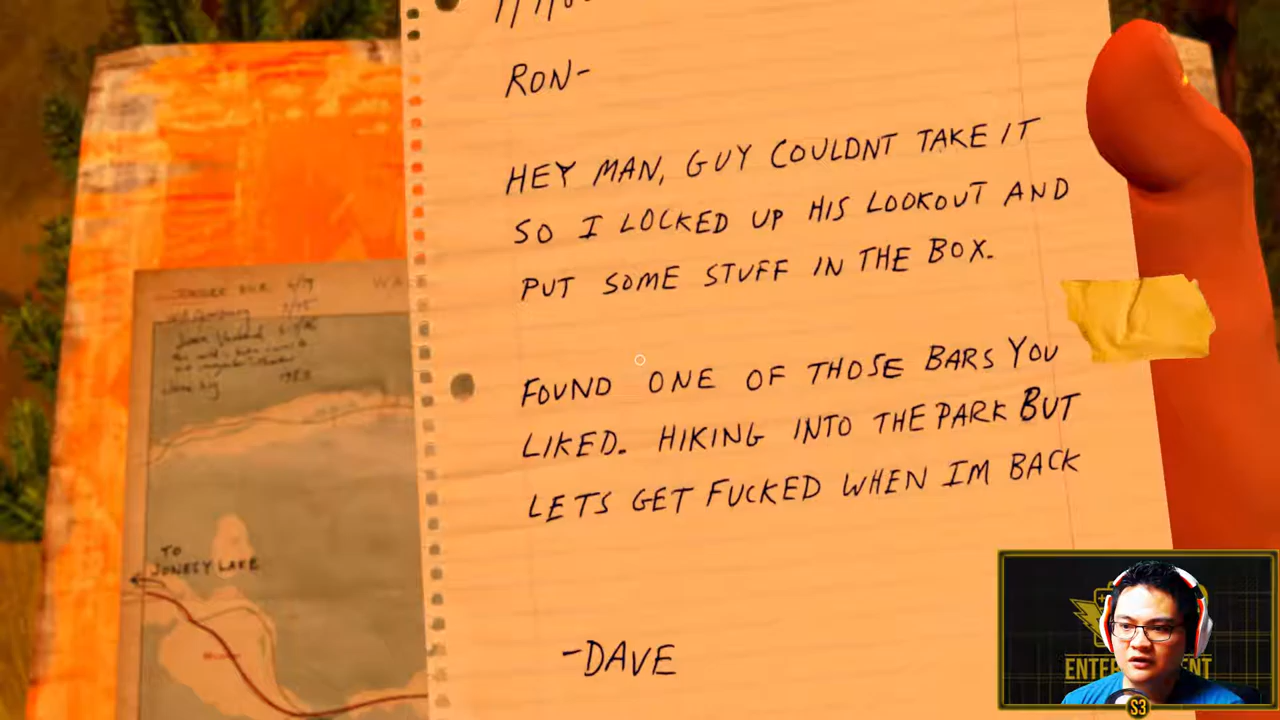 RON-
HEY MAN, GUY COULDNT TAKE IT
SO I LOCKED UP HIS LOOKOUT AND
PUT SOME STUFF IN THE BOX.
FOUND ONE OF THOSE BARS YOU
LIKED. HIKING INTO THE PARK BUT
LETS GET FUCKED WHEN IM BACK
-DAVE
TO
JONESY LAKE
S3